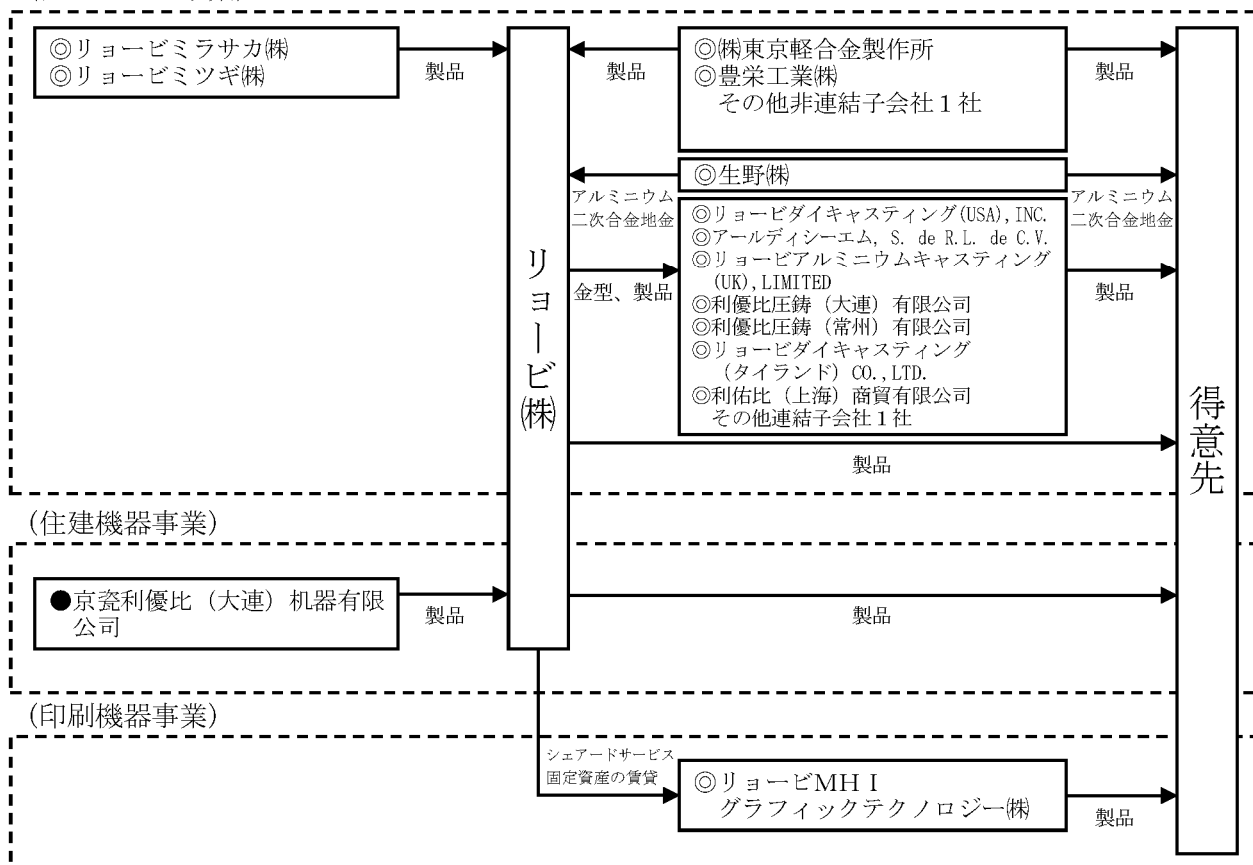 ◎リョービミラサカ㈱
◎リョービミツギ㈱
製品
リョービ㈱
製品
◎㈱東京軽合金製作所
◎豊栄工業㈱
その他非連結子会社１社
製品
得意先
◎生野㈱
アルミニウム
二次合金地金
アルミニウム
二次合金地金
◎リョービダイキャスティング(USA),INC.
◎アールディシーエム, S. de R.L. de C.V.
◎リョービアルミニウムキャスティング
(UK),LIMITED
◎利優比圧鋳（大連）有限公司
◎利優比圧鋳（常州）有限公司
◎リョービダイキャスティング
（タイランド）CO.,LTD.
◎利佑比（上海）商貿有限公司
その他連結子会社１社
金型、製品
製品
製品
(住建機器事業)
●京瓷利優比（大連）机器有限
公司
製品
製品
(印刷機器事業)
シェアードサービス
固定資産の賃貸
◎リョービＭＨＩ
グラフィックテクノロジー㈱
製品